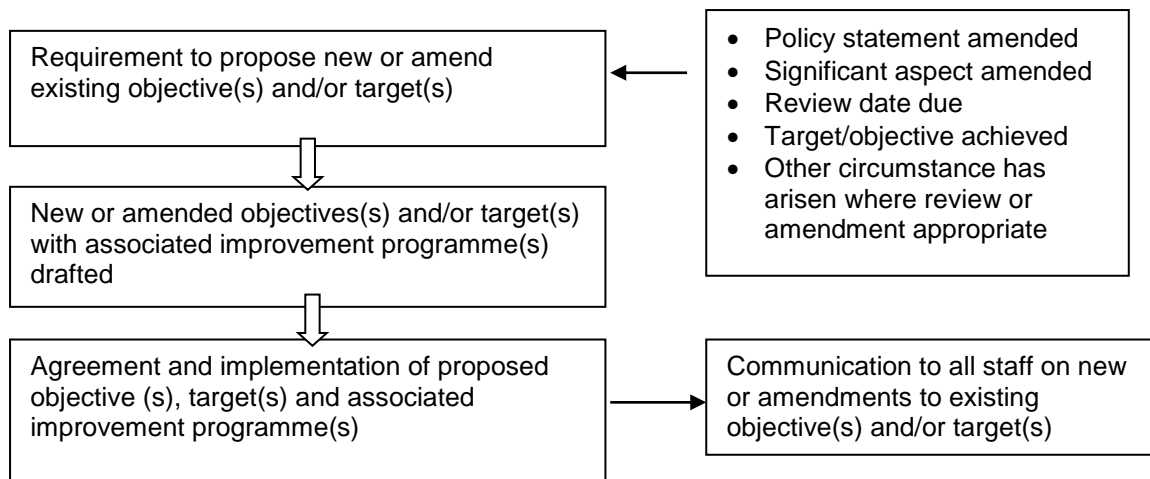 Requirement to propose new or amend
existing objective(s) and/or target(s)
• Policy statement amended
• Significant aspect amended
• Review date due
• Target/objective achieved
• Other circumstance has
arisen where review or
amendment appropriate
New or amended objectives(s) and/or target(s)
with associated improvement programme(s)
drafted
Agreement and implementation of proposed
objective (s), target(s) and associated
improvement programme(s)
Communication to all staff on new
or amendments to existing
objective(s) and/or target(s)